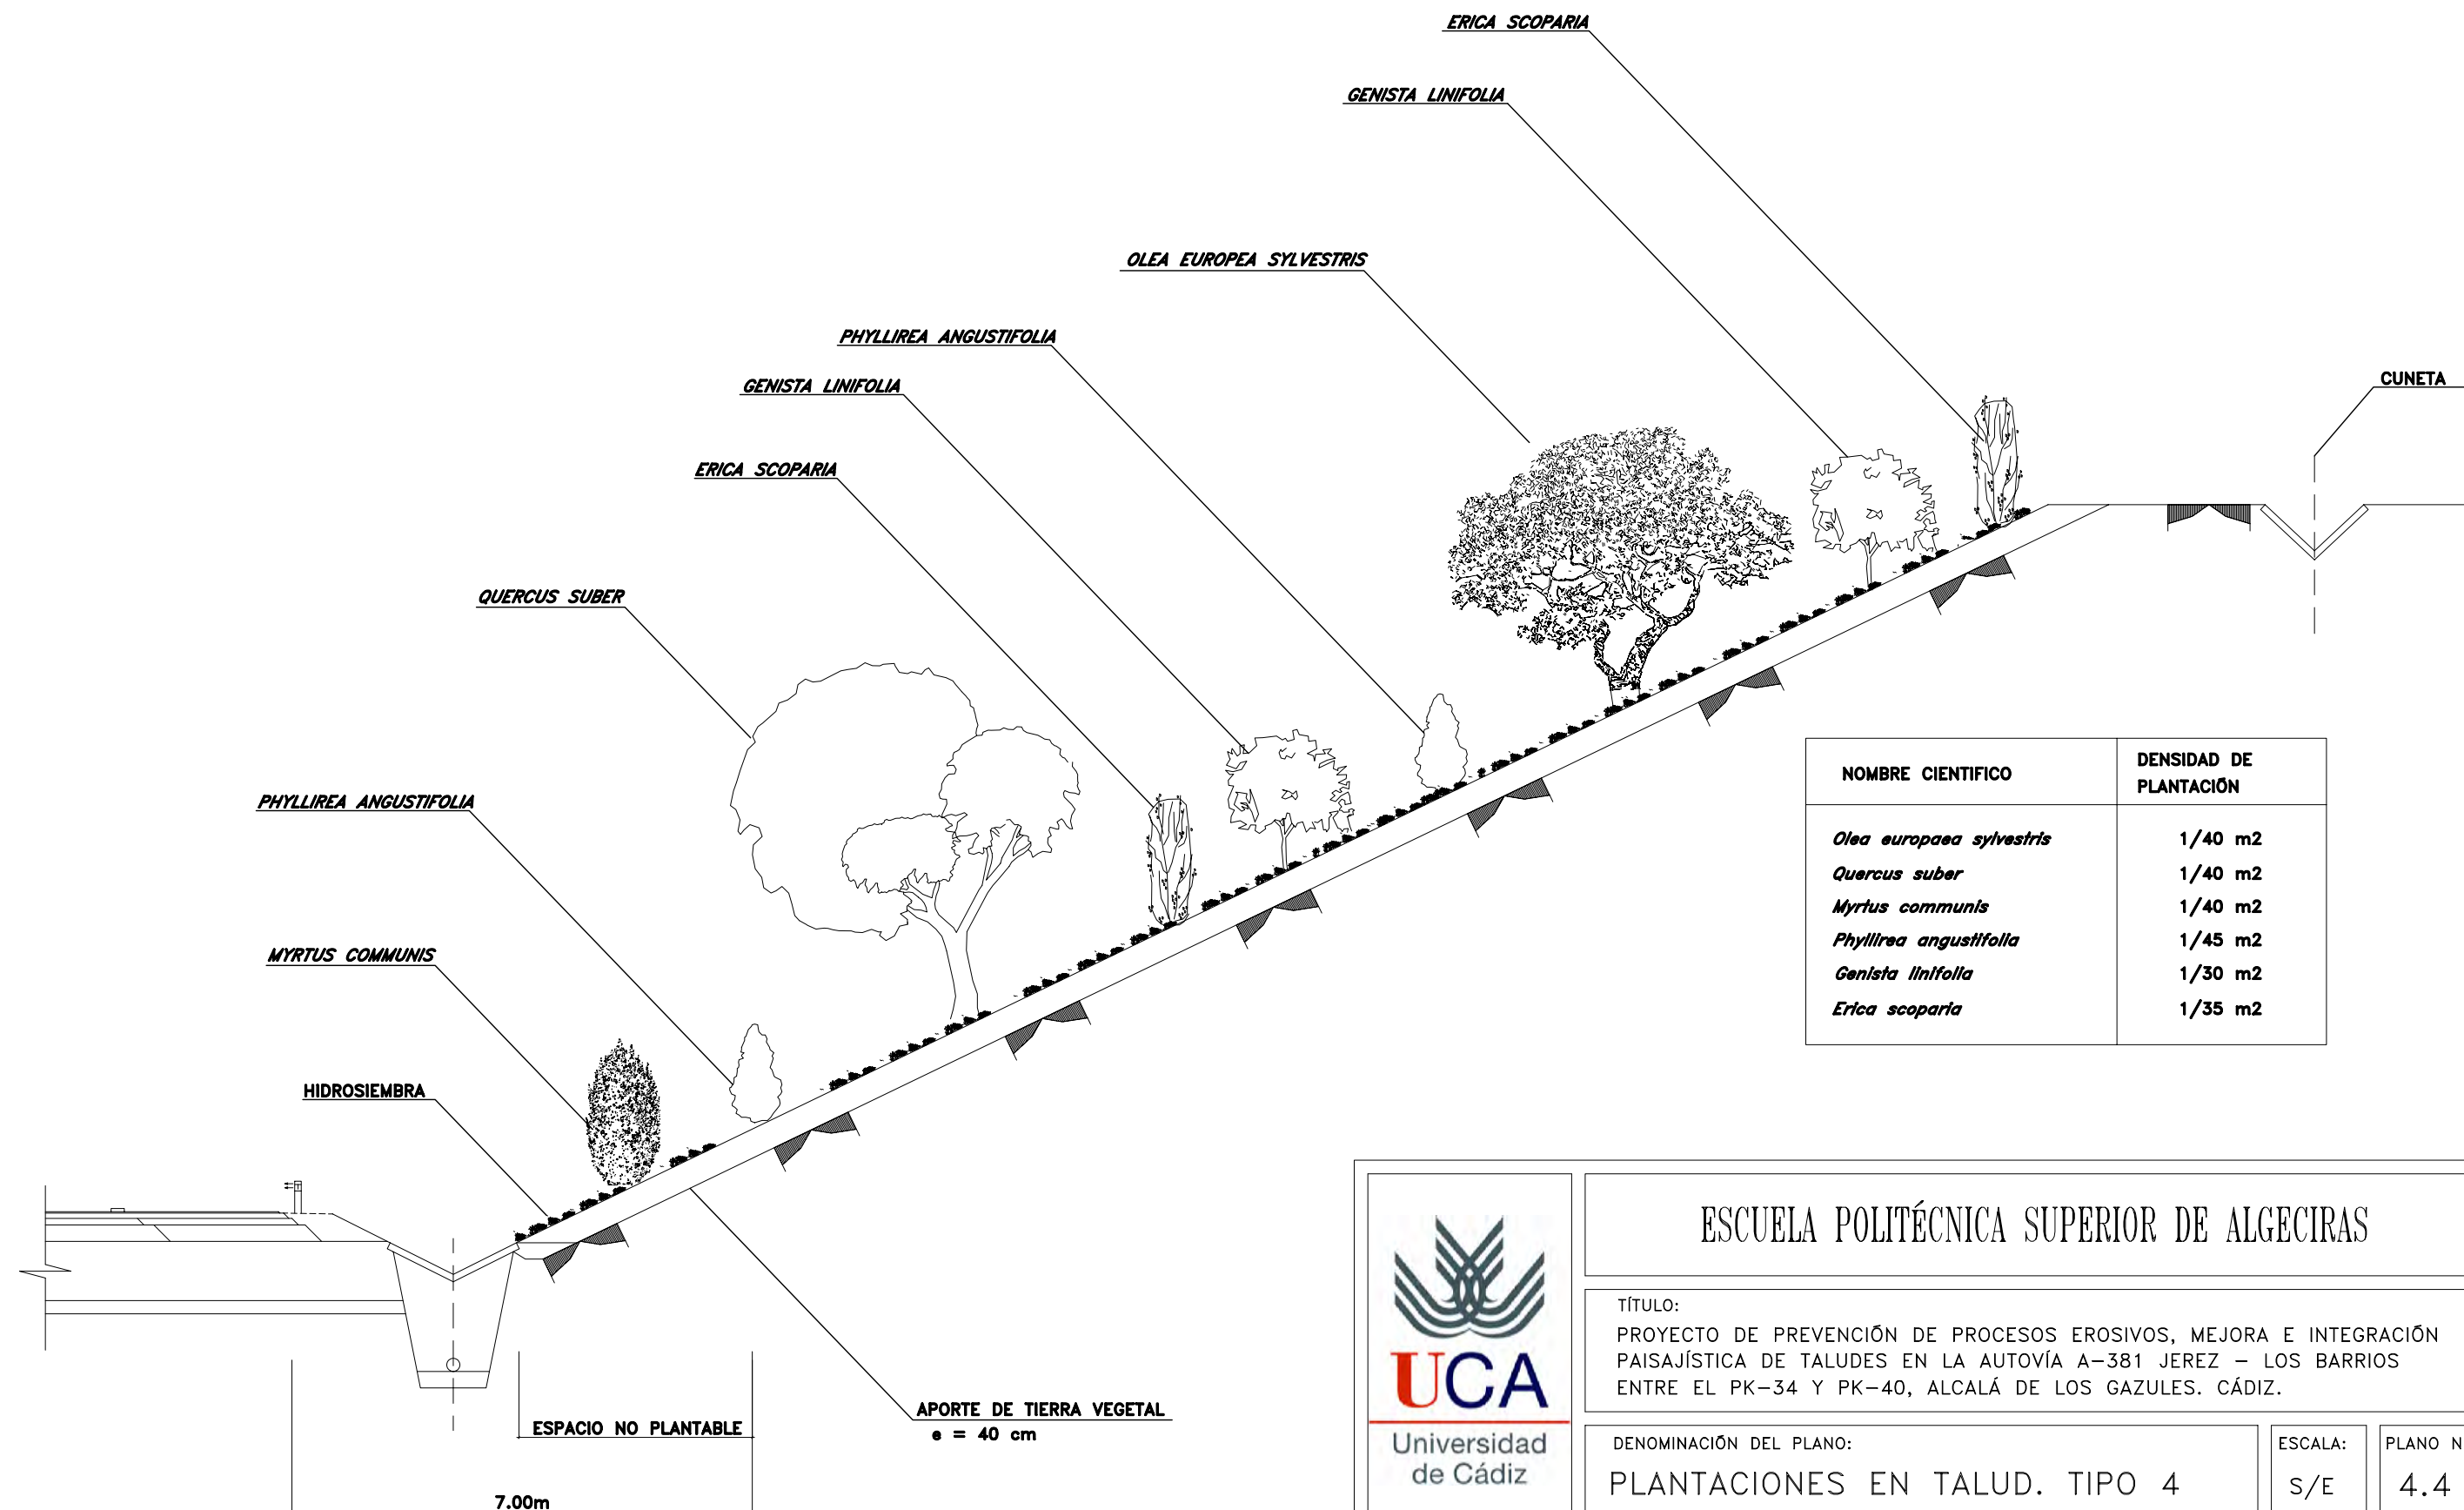 ERICA SCOPARIA
GENISTA LINIFOLIA
OLEA EUROPEA SYLVESTRIS
PHYLLIREA ANGUSTIFOLIA
GENISTA LINIFOLIA
CUNETA
ERICA SCOPARIA
QUERCUS SUBER
PHYLLIREA ANGUSTIFOLIA
MYRTUS COMMUNIS
HIDROSIEMBRA
NOMBRE CIENTIFICO
DENSIDAD DE
PLANTACIÓN
Olea europaea sylvestris 1/40 m2
Quercus suber 1/40 m2
Myrtus communis 1/40 m2
Phyllirea angustifolia 1/45 m2
Genista linifolia 1/30 m2
Erica scoparia 1/35 m2
APORTE DE TIERRA VEGETAL
e = 40 cm
ESPACIO NO PLANTABLE
7.00m
UCA
Universidad
de Cádiz
ESCUELA POLITÉCNICA SUPERIOR DE ALGECIRAS
TÍTULO:
PROYECTO DE PREVENCIÓN DE PROCESOS EROSIVOS, MEJORA E INTEGRACIÓN
PAISAJÍSTICA DE TALUDES EN LA AUTOVÍA A-381 JEREZ - LOS BARRIOS
ENTRE EL PK-34 Y PK-40, ALCALÁ DE LOS GAZULES. CÁDIZ.
DENOMINACIÓN DEL PLANO:
PLANTACIONES EN TALUD. TIPO 4
ESCALA:
S/E
PLANO N
4.4